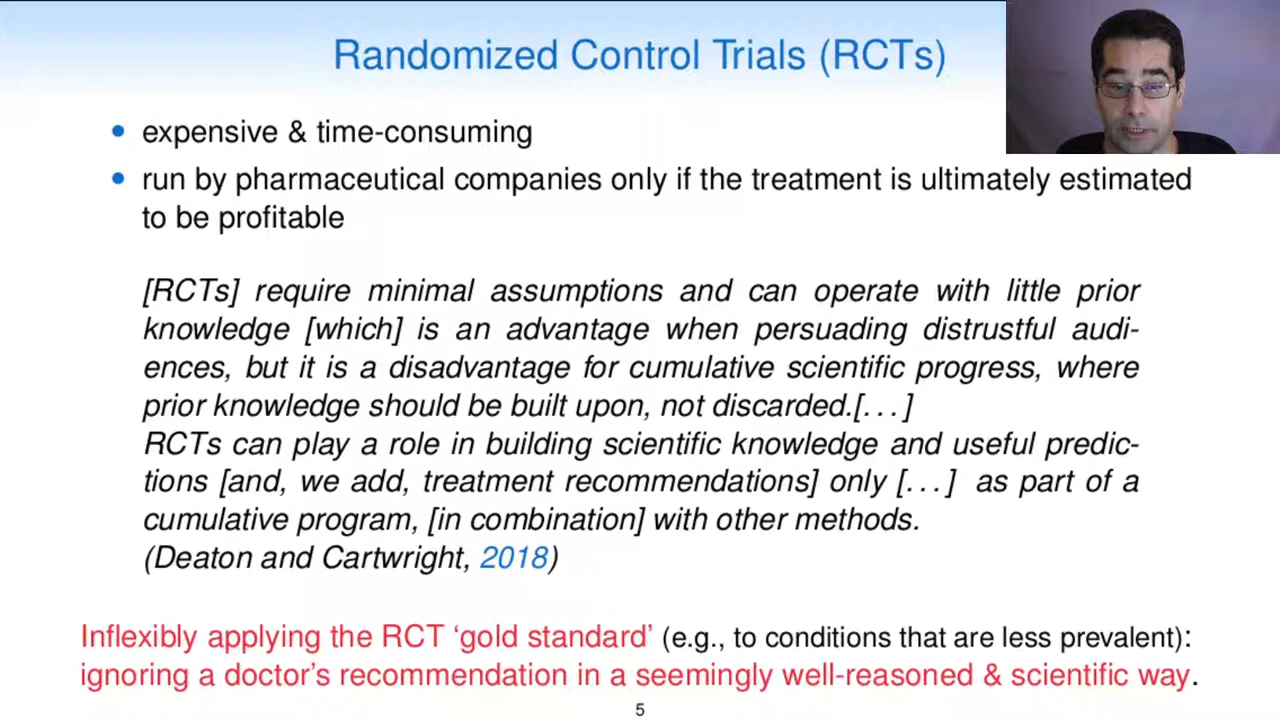 Randomized Control Trials (RCTs)
• expensive & time-consuming
• run by pharmaceutical companies only if the treatment is ultimately estimated
to be profitable
[RCTs] require minimal assumptions and can operate with little prior
knowledge [which] is an advantage when persuading distrustful audi-
ences, but it is a disadvantage for cumulative scientific progress, where
prior knowledge should be built upon, not discarded.[...]
RCTs can play a role in building scientific knowledge and useful predic-
tions [and, we add, treatment recommendations] only [...] as part of a
cumulative program, [in combination] with other methods.
(Deaton and Cartwright, 2018)
Inflexibly applying the RCT ‘gold standard’ (e.g., to conditions that are less prevalent):
ignoring a doctor’s recommendation in a seemingly well-reasoned & scientific way.
5